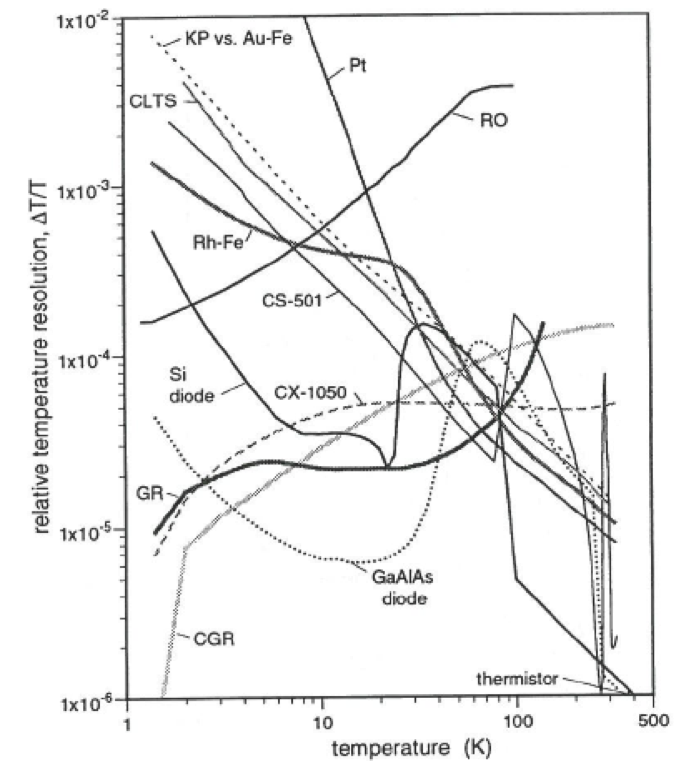 1x10-2
KP vs. Au-Fe
Pt
CLTS
RO
1x10-3
Rh-Fe
CS-501
1x10-4
Si
diode
CX-1050
GR
1x10-5
GaAlAs
diode
CGR
thermistor
1x10-6
1
10
100
500
temperature (K)
relative temperature resolution, ΔT/T